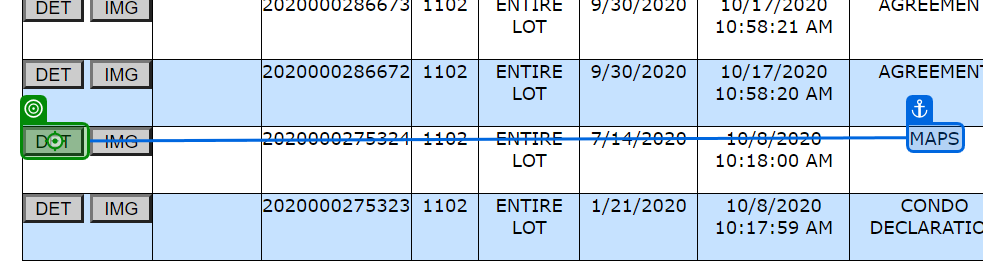 DET IMG 2020000286673 1102 ENTIRE 9/30/2020 10/17/2020 AGREEMENT
LOT 10:58:21 AM
DET IMG 2020000286672 1102 ENTIRE 9/30/2020 10/17/2020 AGREEMENT
LOT 10:58:20 AM
DET IMG 2020000275324 1102 ENTIRE 7/14/2020 10/8/2020 MAPS
LOT 10:18:00 AM
DET IMG 2020000275323 1102 ENTIRE 1/21/2020 10/8/2020 CONDO
LOT 10:17:59 AM DECLARATIO